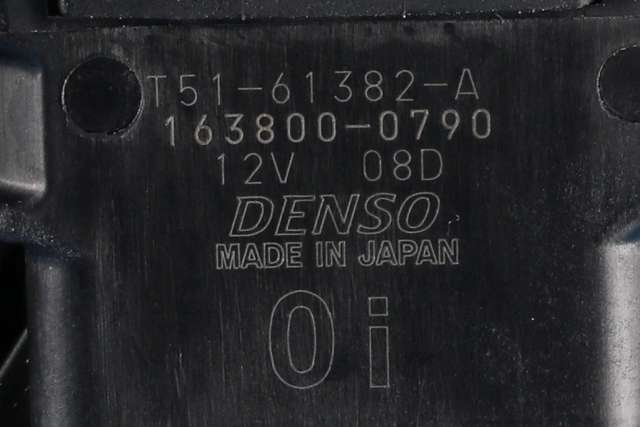 T51-61382-A
163800-0790
12V 08D
DENSO
MADE IN JAPAN
0i